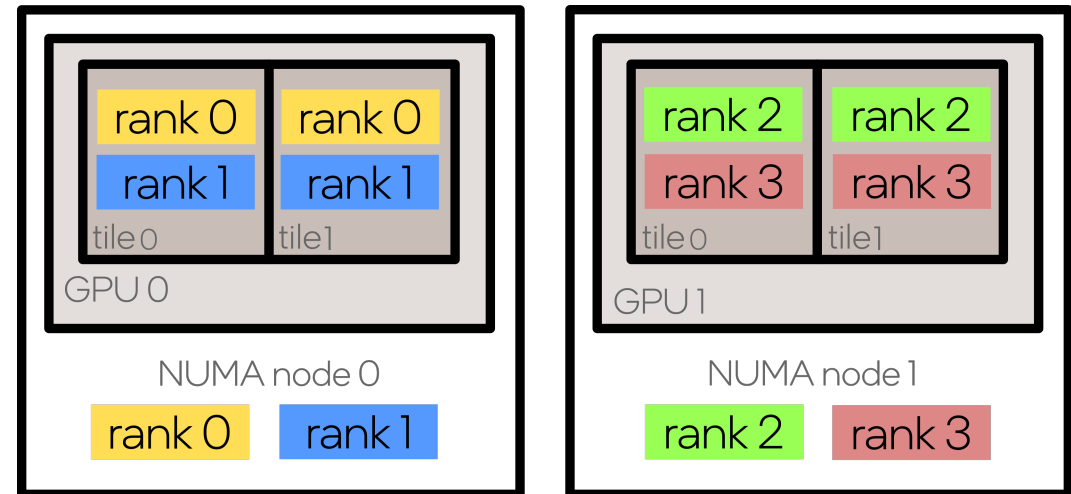 rank 0 rank 0
rank 1 rank 1
tile 0 tile 1
GPU 0
NUMA node 0
rank 0 rank 1
rank 2 rank 2
rank 3 rank 3
tile 0 tile 1
GPU 1
NUMA node 1
rank 2 rank 3